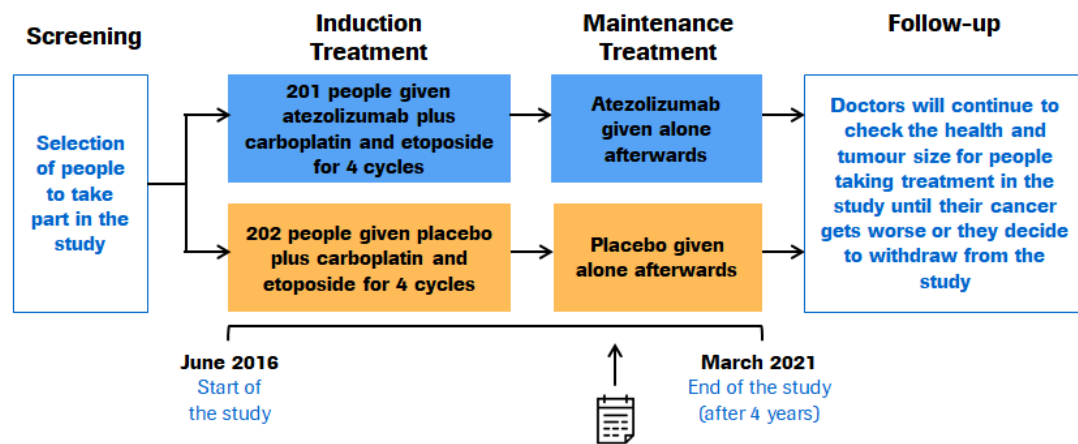 Screening
Induction
Treatment
Maintenance
Treatment
Follow-up
Selection
of people
to take
part in the
study
201 people given
atezolizumab plus
carboplatin and etoposide
for 4 cycles
Atezolizumab
given alone
afterwards
202 people given placebo
plus carboplatin and
etoposide for 4 cycles
Placebo given
alone afterwards
Doctors will continue to
check the health and
tumour size for people
taking treatment in the
study until their cancer
gets worse or they decide
to withdraw from the
study
June 2016
Start of
the study
March 2021
End of the study
(after 4 years)